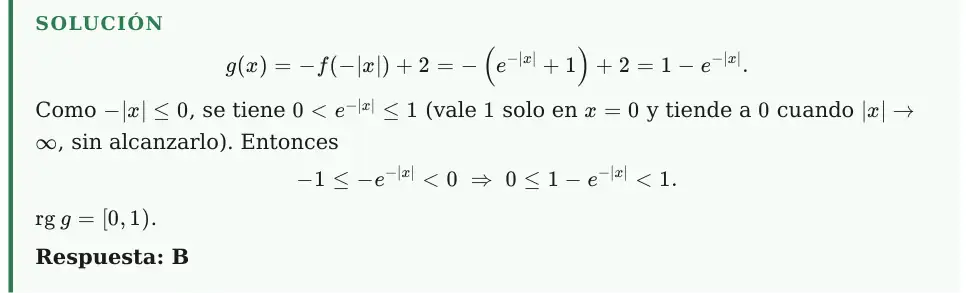 SOLUCIÓN
g(x) = −f(−|x|) + 2 = −(e^{−|x|} + 1) + 2 = 1 − e^{−|x|}.
Como −|x| ≤ 0, se tiene 0 < e^{−|x|} ≤ 1 (vale 1 solo en x = 0 y tiende a 0 cuando |x| →
∞, sin alcanzarlo). Entonces
−1 ≤ −e^{−|x|} < 0 ⇒ 0 ≤ 1 − e^{−|x|} < 1.
rg g = [0, 1).
Respuesta: B